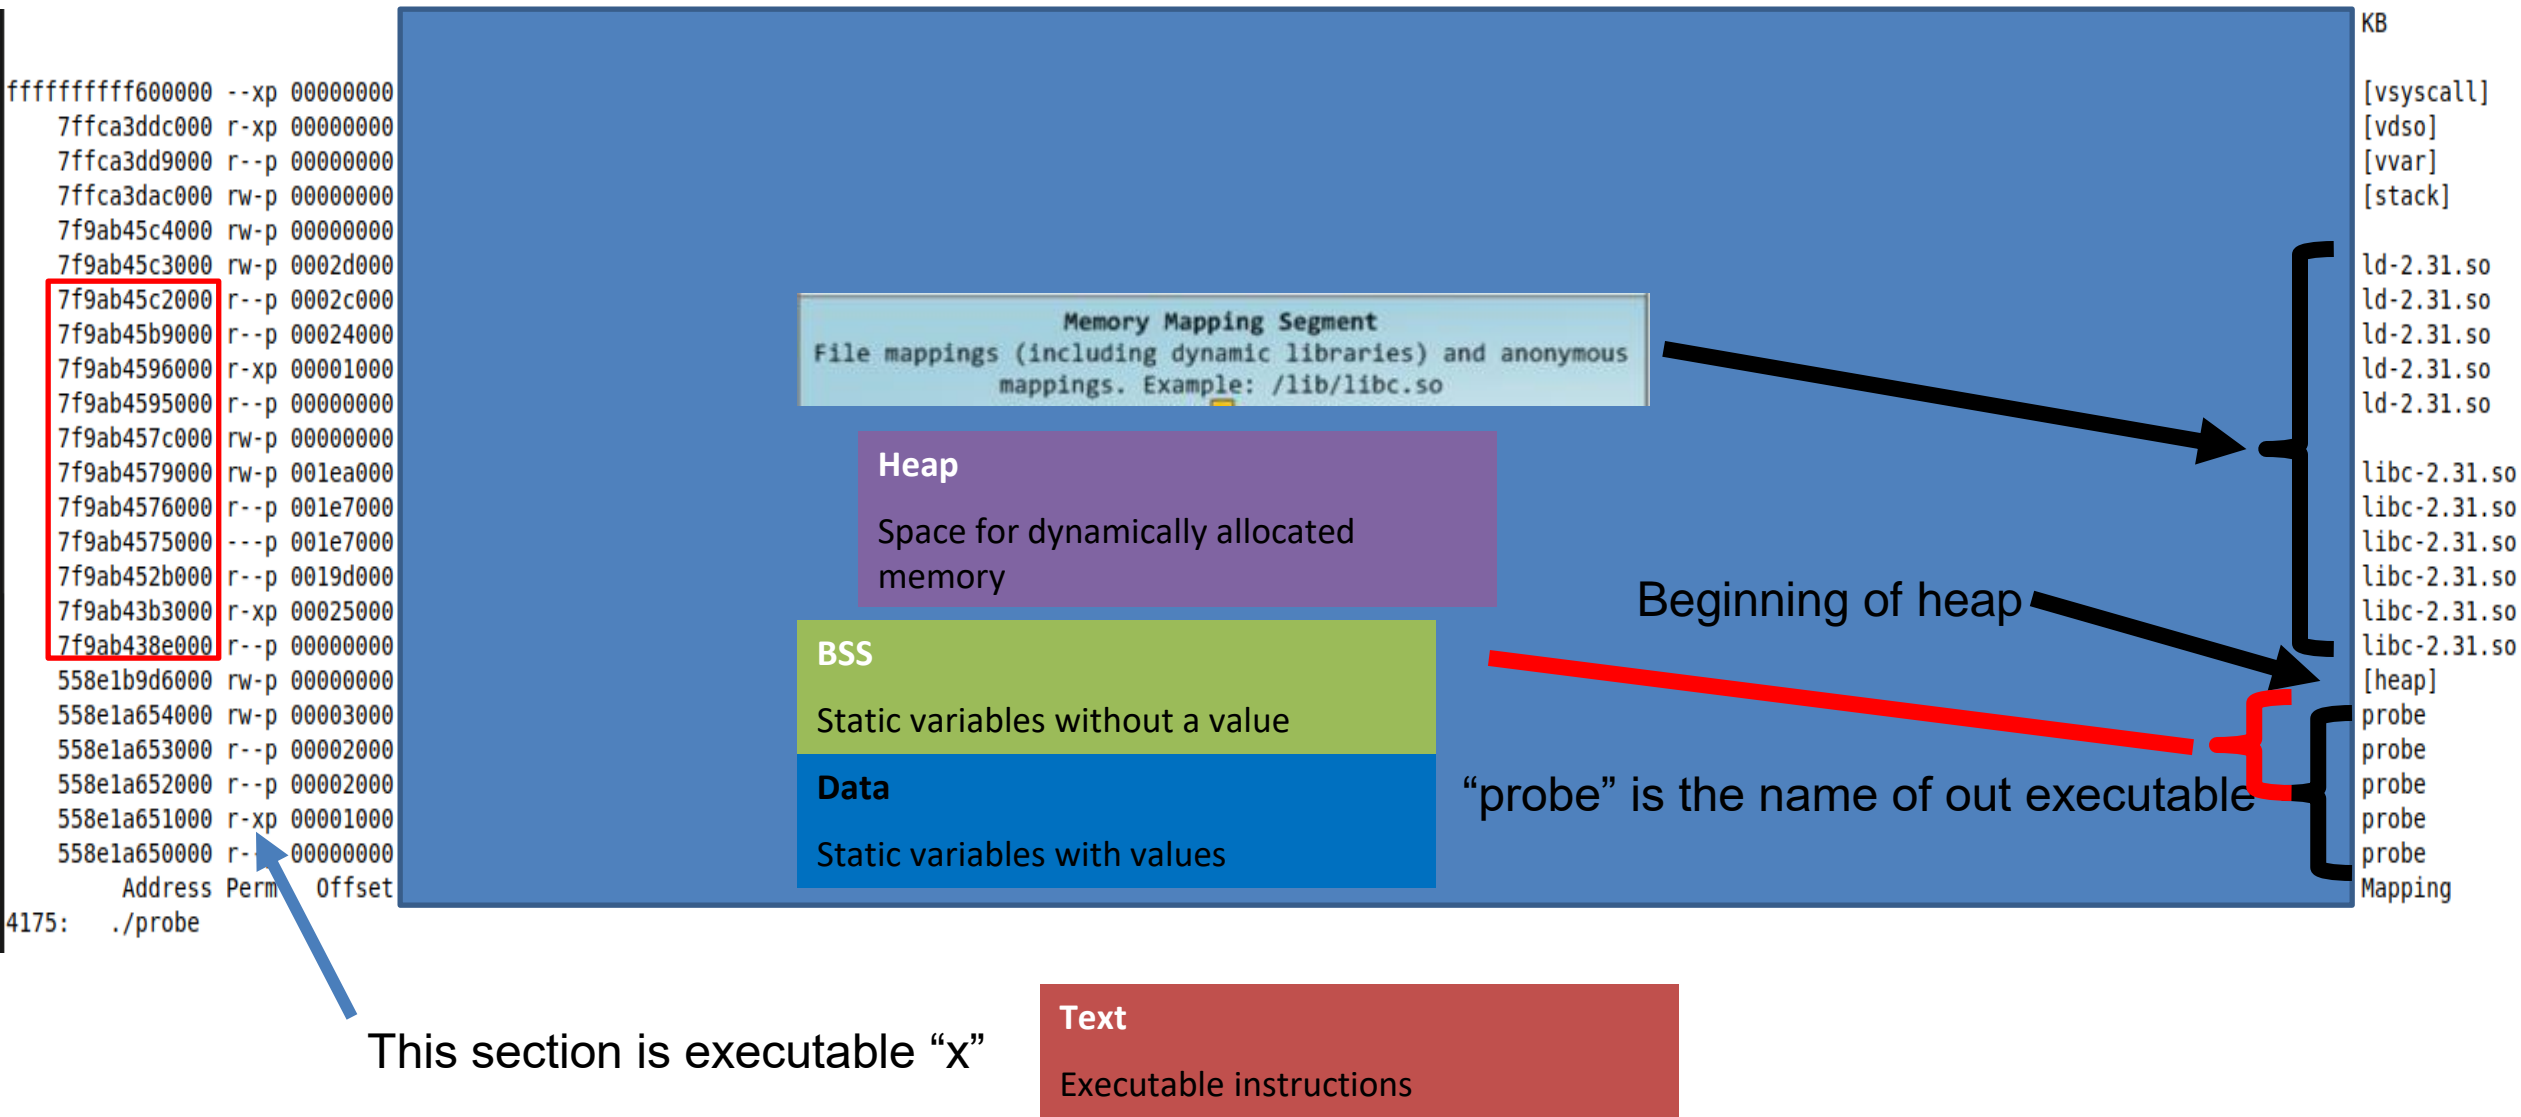 KB
ffffffffff600000 --xp 00000000 [vsyscall]
7ffca3ddc000 r-xp 00000000 [vdso]
7ffca3dd9000 r--p 00000000 [vvar]
7ffca3dac000 rw-p 00000000 [stack]
7f9ab45c4000 rw-p 00000000
7f9ab45c3000 rw-p 0002d000 ld-2.31.so
7f9ab45c2000 r--p 0002c000 ld-2.31.so
7f9ab45b9000 r--p 00024000 ld-2.31.so
7f9ab4596000 r-xp 00001000 ld-2.31.so
7f9ab4595000 r--p 00000000 ld-2.31.so
7f9ab457c000 rw-p 00000000
7f9ab4579000 rw-p 001ea000 libc-2.31.so
7f9ab4576000 r--p 001e7000 libc-2.31.so
7f9ab4575000 ---p 001e7000 libc-2.31.so
7f9ab452b000 r--p 0019d000 libc-2.31.so
7f9ab43b3000 r-xp 00025000 libc-2.31.so
7f9ab438e000 r--p 00000000 libc-2.31.so
558e1b9d6000 rw-p 00000000 [heap]
558e1a654000 rw-p 00003000 probe
558e1a653000 r--p 00002000 probe
558e1a652000 r--p 00002000 probe
558e1a651000 r-xp 00001000 probe
558e1a650000 r-- 00000000 probe
Address Perm Offset Mapping
4175: ./probe
Memory Mapping Segment
File mappings (including dynamic libraries) and anonymous
mappings. Example: /lib/libc.so
Heap
Space for dynamically allocated
memory
Beginning of heap
BSS
Static variables without a value
Data
Static variables with values
“probe” is the name of out executable
This section is executable “x”
Text
Executable instructions